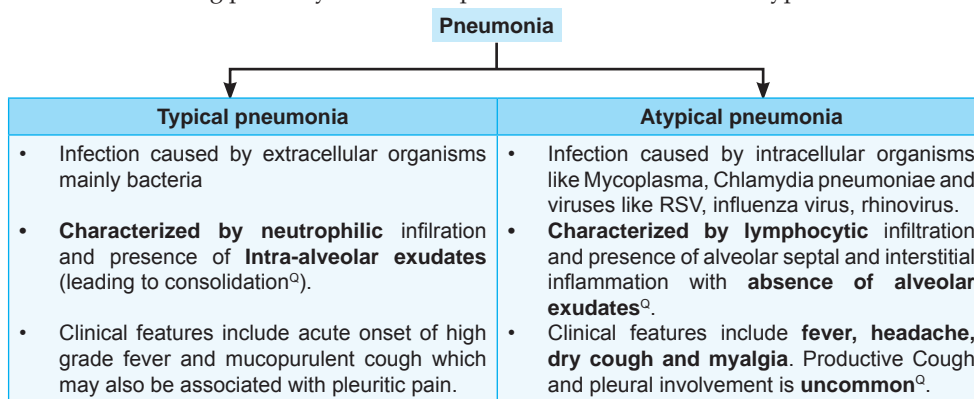 Pneumonia
Typical pneumonia
• Infection caused by extracellular organisms
mainly bacteria
• Characterized by neutrophilic infilration
and presence of Intra-alveolar exudates
(leading to consolidationQ).
• Clinical features include acute onset of high
grade fever and mucopurulent cough which
may also be associated with pleuritic pain.
Atypical pneumonia
• Infection caused by intracellular organisms
like Mycoplasma, Chlamydia pneumoniae and
viruses like RSV, influenza virus, rhinovirus.
• Characterized by lymphocytic infiltration
and presence of alveolar septal and interstitial
inflammation with absence of alveolar
exudatesQ.
• Clinical features include fever, headache,
dry cough and myalgia. Productive Cough
and pleural involvement is uncommonQ.